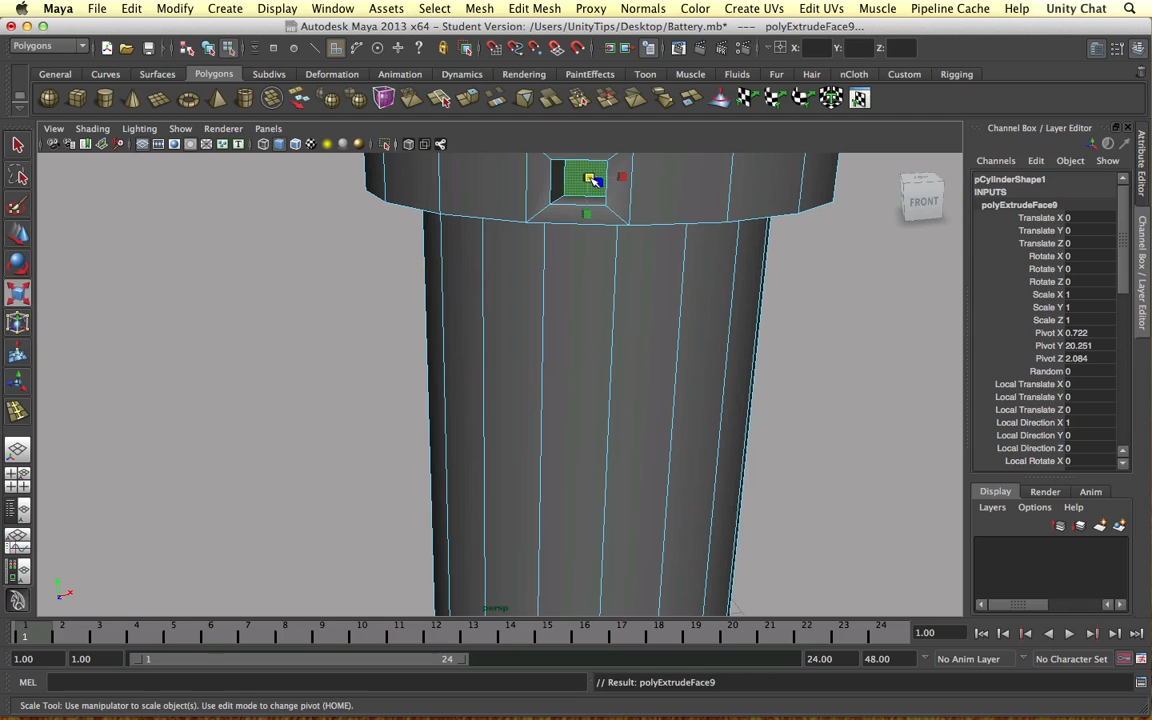 Maya File Edit Modify Create Display Window Assets Select Mesh Edit Mesh Proxy Normals Color Create UVs Edit UVs Muscle Pipeline Cache Help Unity Chat
Autodesk Maya 2013 x64 - Student Version: /Users/UnityTips/Desktop/Battery.mb* --- polyExtrudeFace9...
Polygons X: Y: Z:
General Curves Surfaces Polygons Subdivs Deformation Animation Dynamics Rendering PaintEffects Toon Muscle Fluids Fur Hair nCloth Custom Rigging
View Shading Lighting Show Renderer Panels
Channel Box / Layer Editor
Channels Edit Object Show
pCylinderShape1
INPUTS
polyExtrudeFace9
Translate X 0
Translate Y 0
Translate Z 0
Rotate X 0
Rotate Y 0
Rotate Z 0
Scale X 1
Scale Y 1
Scale Z 1
Pivot X 0.722
Pivot Y 20.251
Pivot Z 2.084
Random 0
Local Translate X 0
Local Translate Y 0
Local Translate Z 0
Local Direction X 1
Local Direction Y 0
Local Direction Z 0
Local Rotate X 0
Attribute Editor
Channel Box / Layer Editor
FRONT
Display Render Anim
Layers Options Help
persp
1 2 3 4 5 6 7 8 9 10 11 12 13 14 15 16 17 18 19 20 21 22 23 24
1 1.00
1.00 1.00 1 24 24.00 48.00 No Anim Layer No Character Set
MEL // Result: polyExtrudeFace9
Scale Tool: Use manipulator to scale object(s). Use edit mode to change pivot (HOME).